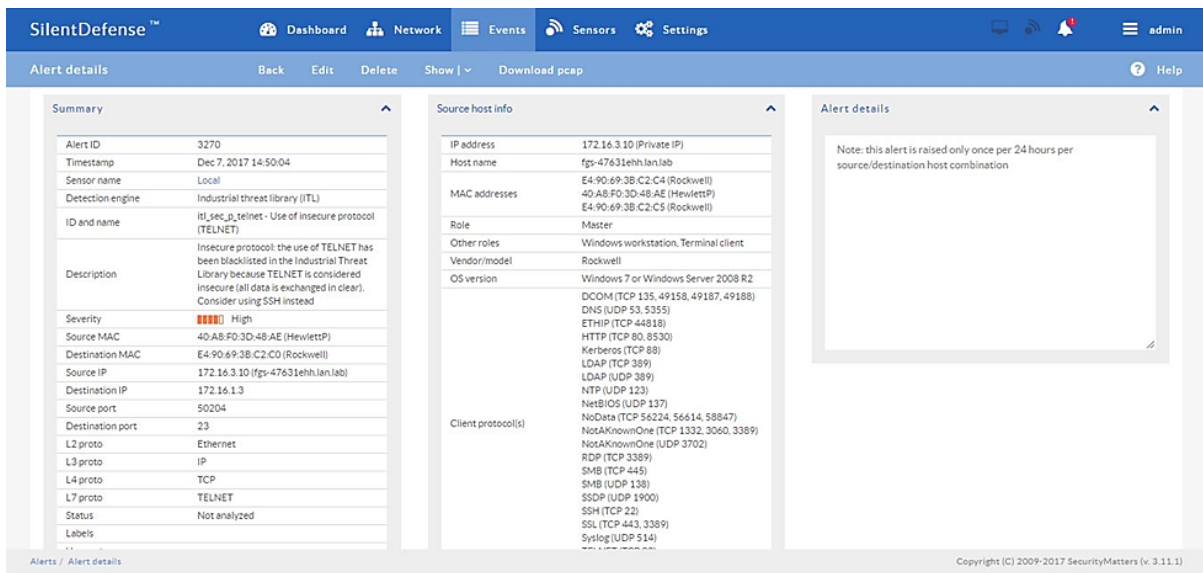 SilentDefense™
Dashboard
Network
Events
Sensors
Settings
admin
Alert details
Back
Edit
Delete
Show | 
Download pcap
Help
Summary
Alert ID 3270
Timestamp Dec 7, 2017 14:50:04
Sensor name Local
Detection engine Industrial threat library (ITL)
ID and name itl_sec_p_telnet - Use of insecure protocol
(TELNET)
Description Insecure protocol: the use of TELNET has
been blacklisted in the Industrial Threat
Library because TELNET is considered
insecure (all data is exchanged in clear).
Consider using SSH instead
Severity High
Source MAC 40:A8:F0:3D:48:AE (HewlettP)
Destination MAC E4:90:69:3B:C2:C0 (Rockwell)
Source IP 172.16.3.10 (fgs-47631ehh.lan.lab)
Destination IP 172.16.1.3
Source port 50204
Destination port 23
L2 proto Ethernet
L3 proto IP
L4 proto TCP
L7 proto TELNET
Status Not analyzed
Labels
Source host info
IP address 172.16.3.10 (Private IP)
Host name fgs-47631ehh.lan.lab
MAC addresses E4:90:69:3B:C2:C4 (Rockwell)
40:A8:F0:3D:48:AE (HewlettP)
E4:90:69:3B:C2:C5 (Rockwell)
Role Master
Other roles Windows workstation, Terminal client
Vendor/model Rockwell
OS version Windows 7 or Windows Server 2008 R2
Client protocol(s) DCOM (TCP 135, 49158, 49187, 49188)
DNS (UDP 53, 5355)
ETHIP (TCP 44818)
HTTP (TCP 80, 8530)
Kerberos (TCP 88)
LDAP (TCP 389)
LDAP (UDP 389)
NTP (UDP 123)
NetBIOS (UDP 137)
NoData (TCP 56224, 56614, 58847)
NotAKnownOne (TCP 1332, 3060, 3389)
NotAKnownOne (UDP 3702)
RDP (TCP 3389)
SMB (TCP 445)
SMB (UDP 138)
SSDP (UDP 1900)
SSH (TCP 22)
SSL (TCP 443, 3389)
Syslog (UDP 514)
Alert details
Note: this alert is raised only once per 24 hours per
source/destination host combination
Alerts / Alert details
Copyright (C) 2009-2017 SecurityMatters (v. 3.11.1)